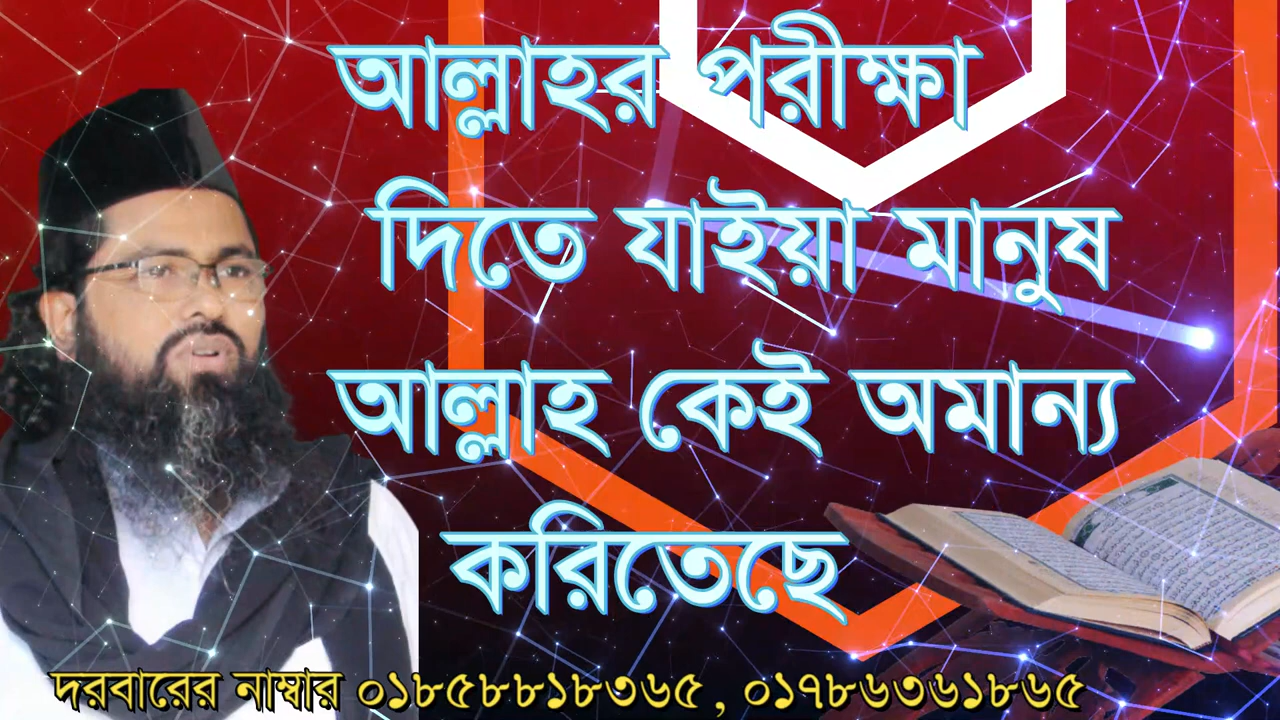 আল্লাহর পরীক্ষা
দিতে যাইয়া মানুষ
আল্লাহ কেই অমান্য
করিতেছে
দরবারের নাম্বার ০১৮৫৮৮১৮৩৬৫, ০১৭৮৬৩৬১৮৬৫